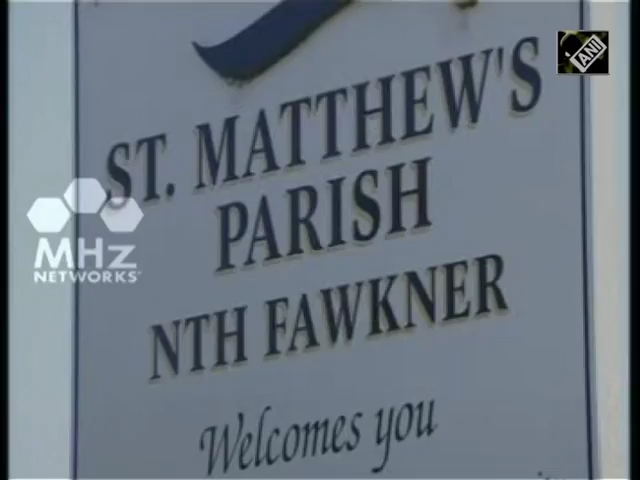 ANI
ST. MATTHEW'S
PARISH
MHz
NETWORKS
NTH FAWKNER
Welcomes you